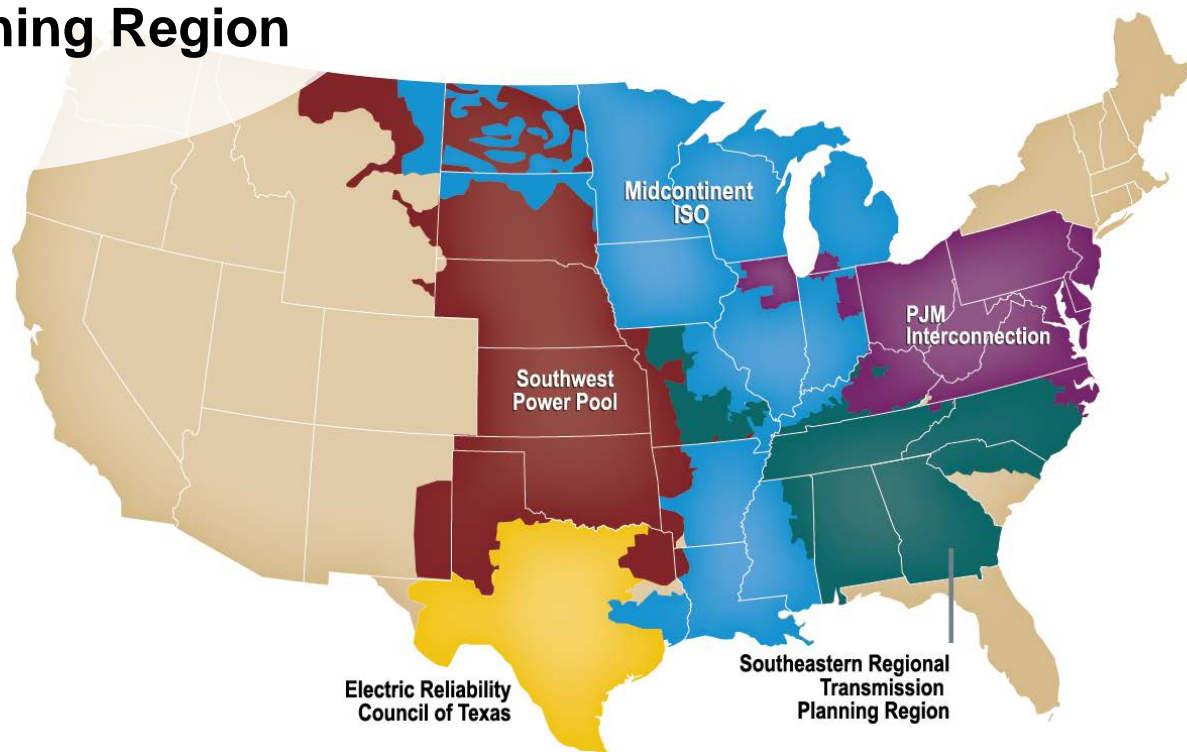 ning Region
Midcontinent
ISO
PJM
Interconnection
Southwest
Power Pool
Electric Reliability
Council of Texas
Southeastern Regional
Transmission
Planning Region